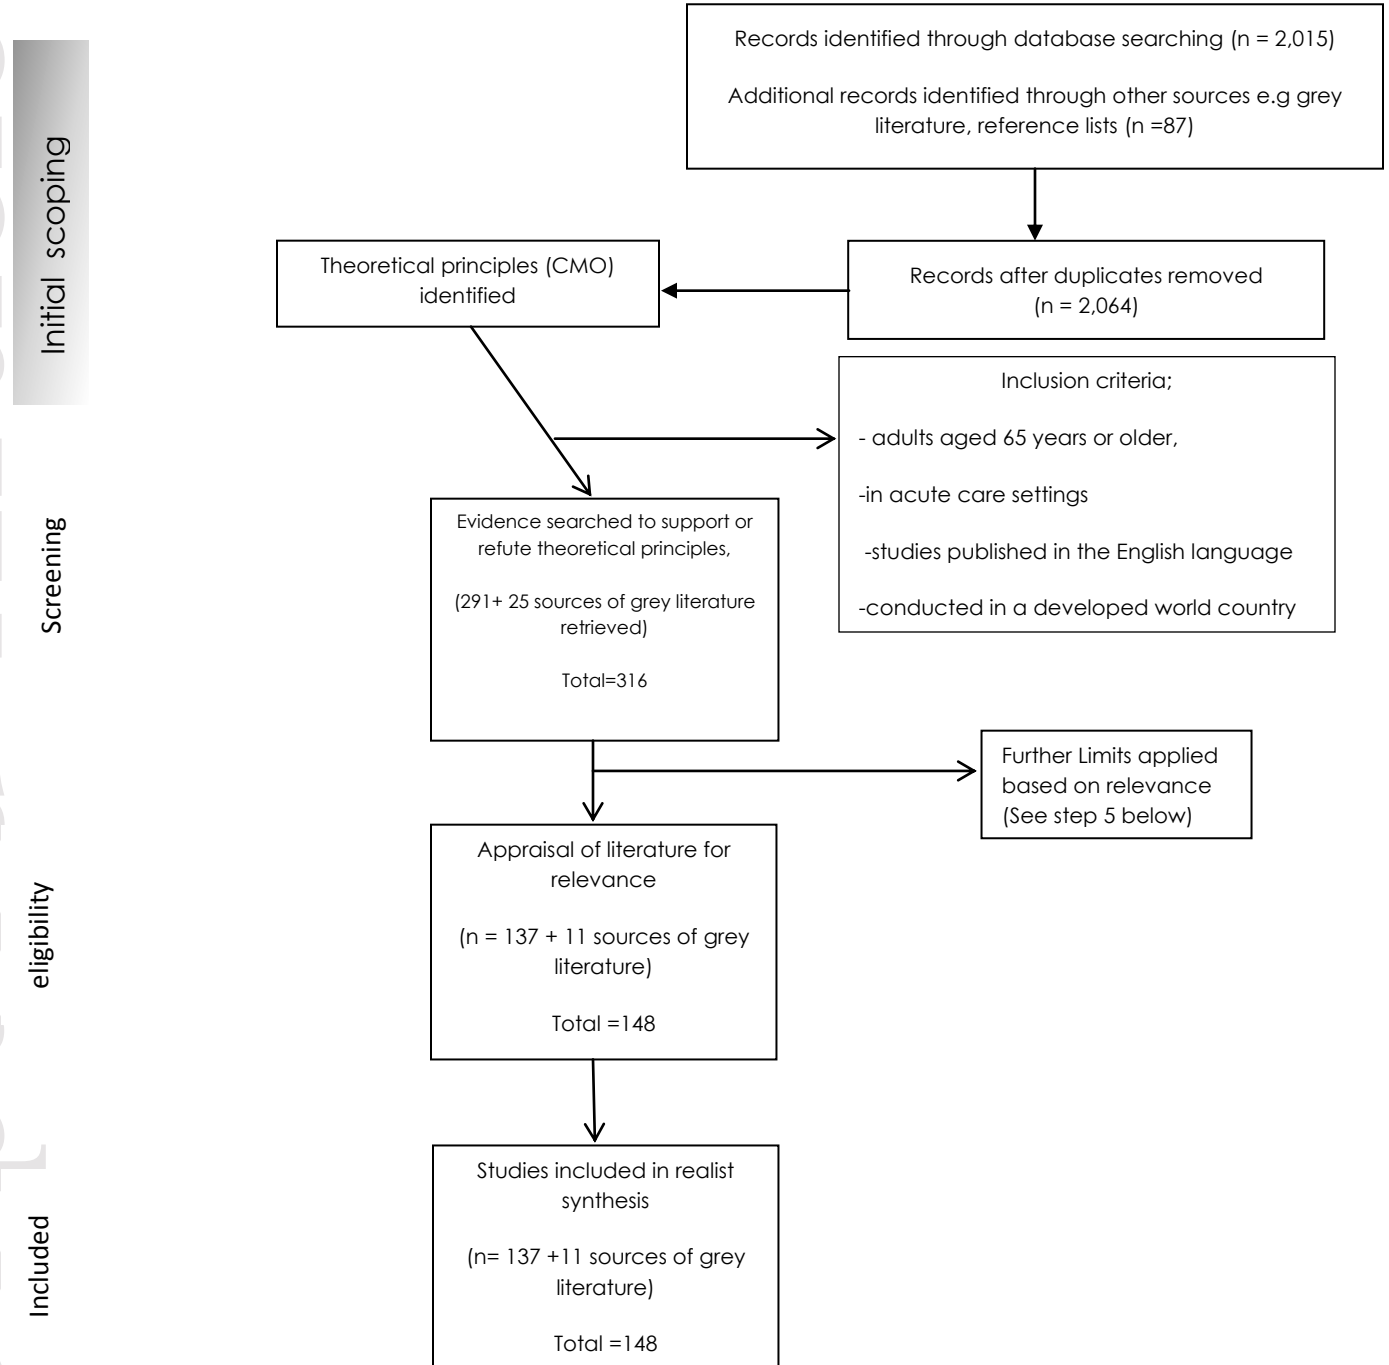 Initial scoping
Records identified through database searching (n = 2,015)
Additional records identified through other sources e.g grey
literature, reference lists (n =87)
Records after duplicates removed
(n = 2,064)
Theoretical principles (CMO)
identified
Inclusion criteria;
- adults aged 65 years or older,
-in acute care settings
-studies published in the English language
-conducted in a developed world country
Screening
Evidence searched to support or
refute theoretical principles,
(291+ 25 sources of grey literature
retrieved)
Total=316
Further Limits applied
based on relevance
(See step 5 below)
eligibility
Appraisal of literature for
relevance
(n = 137 + 11 sources of grey
literature)
Total =148
Included
Studies included in realist
synthesis
(n= 137 +11 sources of grey
literature)
Total =148